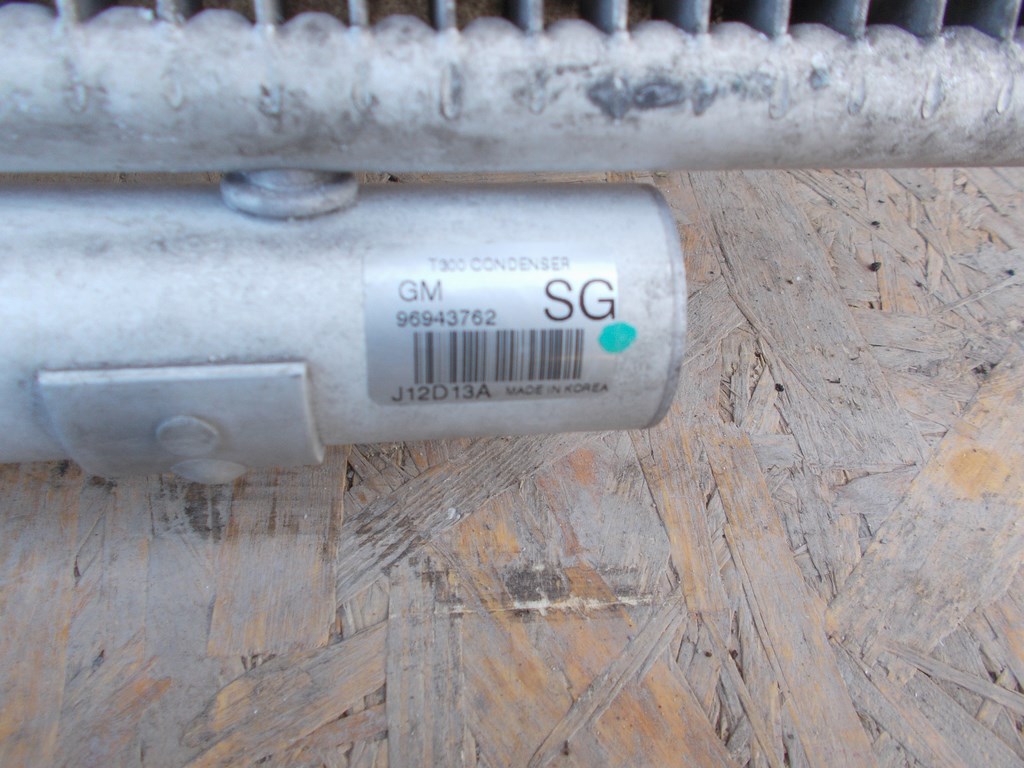 T300 CONDENSER
GM SG
96943762
J12D13A MADE IN KOREA